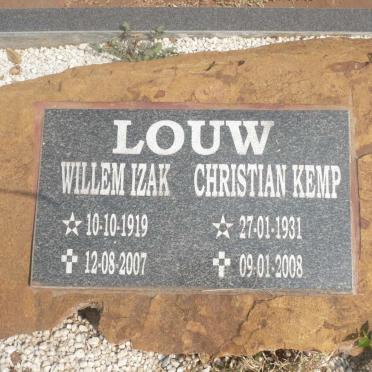 LOUW
WILLEM IZAK CHRISTIAN KEMP
10-10-1919 27-01-1931
12-08-2007 09-01-2008